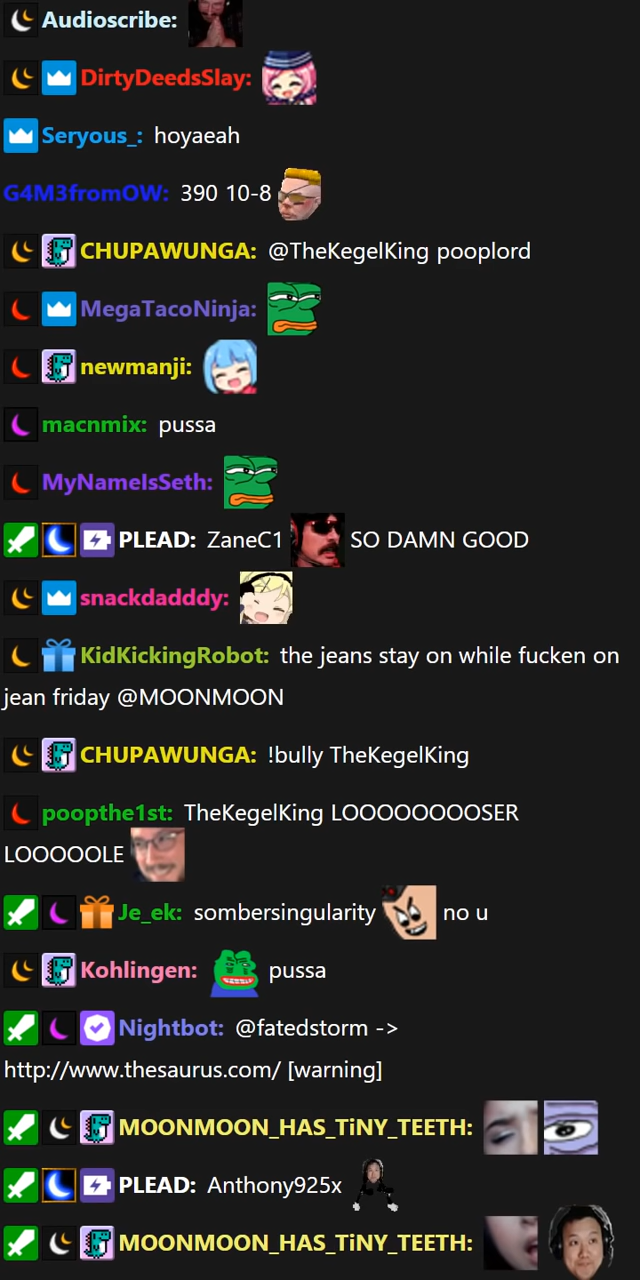 Audioscribe:
DirtyDeedsSlay:
Seryous_: hoyaeah
G4M3fromOW: 390 10-8
CHUPAWUNGA: @TheKegelKing pooplord
MegaTacoNinja:
newmanji:
macnmix: pussa
MyNameIsSeth:
PLEAD: ZaneC1 SO DAMN GOOD
snackdadddy:
KidKickingRobot: the jeans stay on while fucken on
jean friday @MOONMOON
CHUPAWUNGA: !bully TheKegelKing
poopthe1st: TheKegelKing LOOOOOOOOSER
LOOOOOLE
Je_ek: sombersingularity no u
Kohlingen: pussa
Nightbot: @fatedstorm ->
http://www.thesaurus.com/ [warning]
MOONMOON_HAS_TiNY_TEETH:
PLEAD: Anthony925x
MOONMOON_HAS_TiNY_TEETH: